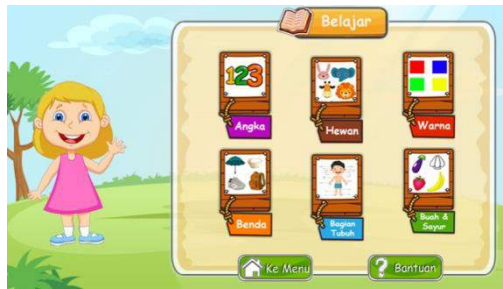 Belajar
123
Angka
Hewan
Warna
Benda
Bagian
Tubuh
Buah &
Sayur
Ke Menu
? Bantuan